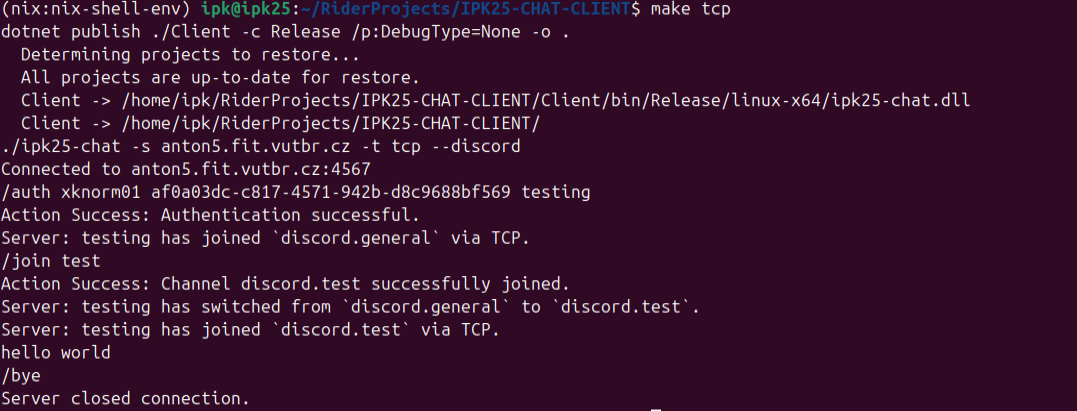 (nix:nix-shell-env) ipk@ipk25:~/RiderProjects/IPK25-CHAT-CLIENT$ make tcp
dotnet publish ./Client -c Release /p:DebugType=None -o .
  Determining projects to restore...
  All projects are up-to-date for restore.
  Client -> /home/ipk/RiderProjects/IPK25-CHAT-CLIENT/Client/bin/Release/linux-x64/ipk25-chat.dll
  Client -> /home/ipk/RiderProjects/IPK25-CHAT-CLIENT/
./ipk25-chat -s anton5.fit.vutbr.cz -t tcp --discord
Connected to anton5.fit.vutbr.cz:4567
/auth xknorm01 af0a03dc-c817-4571-942b-d8c9688bf569 testing
Action Success: Authentication successful.
Server: testing has joined `discord.general` via TCP.
/join test
Action Success: Channel discord.test successfully joined.
Server: testing has switched from `discord.general` to `discord.test`.
Server: testing has joined `discord.test` via TCP.
hello world
/bye
Server closed connection.